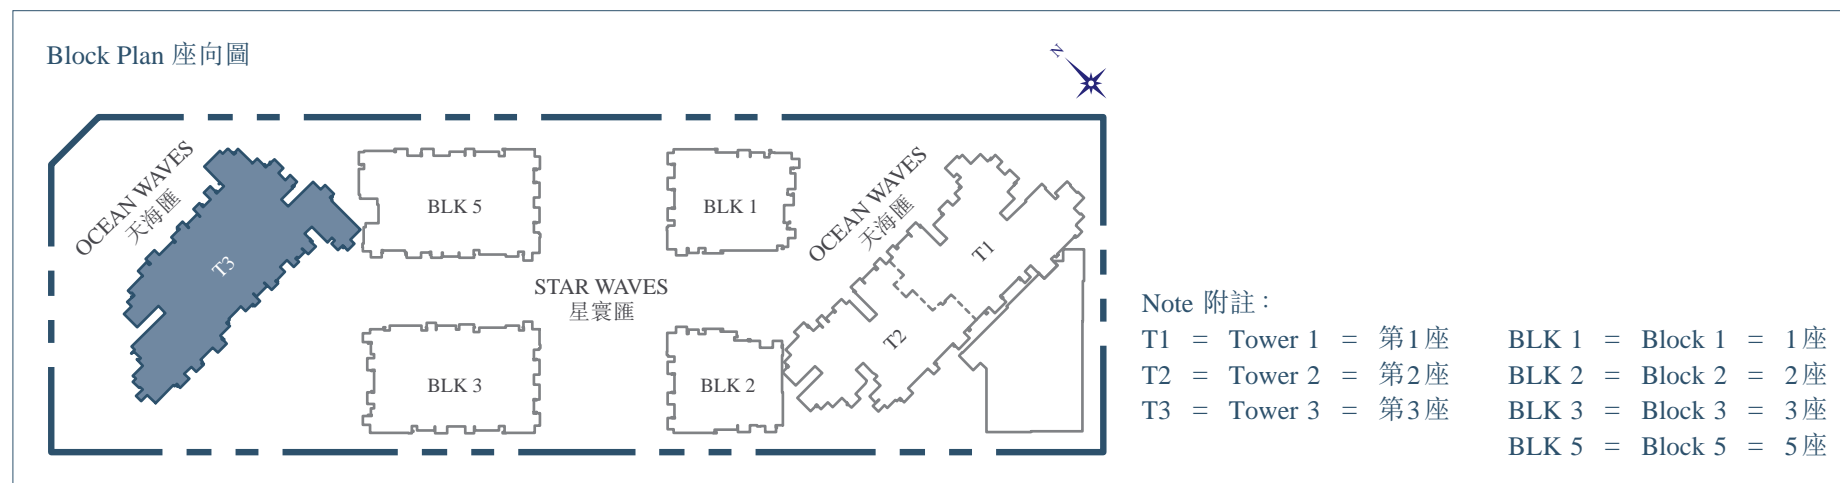 Block Plan 座向圖
N
OCEAN WAVES
天海匯
T3
BLK 5
BLK 1
OCEAN WAVES
天海匯
T1
STAR WAVES
星寰匯
BLK 3
BLK 2
T2
Note 附註：
T1 = Tower 1 = 第1座 BLK 1 = Block 1 = 1座
T2 = Tower 2 = 第2座 BLK 2 = Block 2 = 2座
T3 = Tower 3 = 第3座 BLK 3 = Block 3 = 3座
BLK 5 = Block 5 = 5座